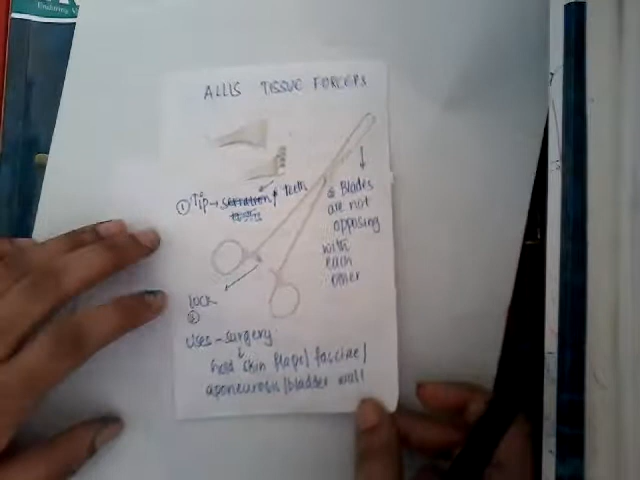 ALLIS TISSUE FORCEPS
① Tip → serration/ Teeth
Blades
are not
opposing
with
each
other
Lock
②
Uses - surgery
↓
hold skin flaps/ fasciae/
aponeurosis/bladder wall